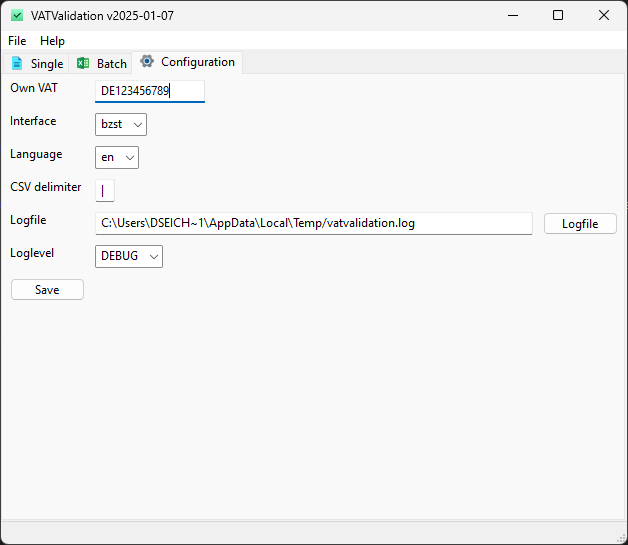 VATValidation v2025-01-07
File Help
Single Batch Configuration
Own VAT DE123456789
Interface bzst
Language en
CSV delimiter |
Logfile C:\Users\DSEICH~1\AppData\Local\Temp/vatvalidation.log Logfile
Loglevel DEBUG
Save